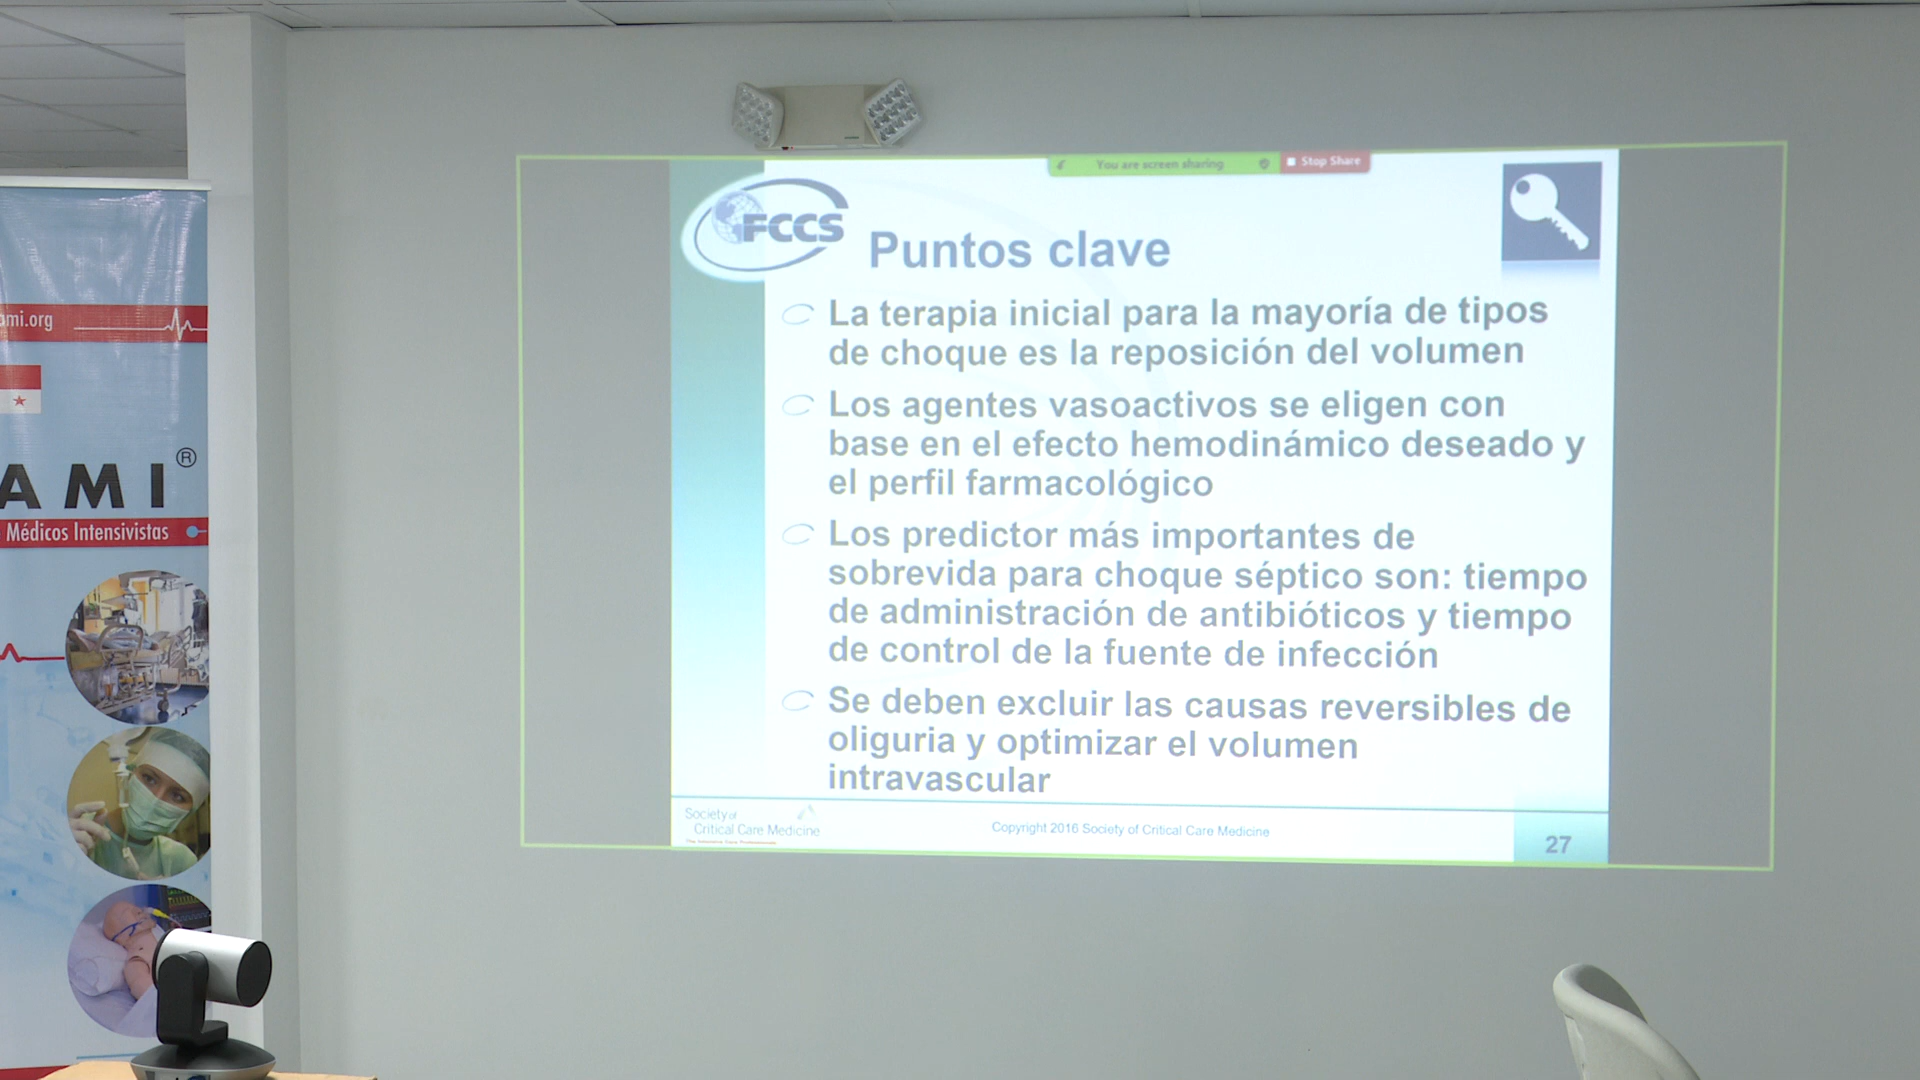 You are screen sharing
Stop Share
FCCS
Puntos clave
La terapia inicial para la mayoría de tipos
de choque es la reposición del volumen
Los agentes vasoactivos se eligen con
base en el efecto hemodinámico deseado y
el perfil farmacológico
Los predictor más importantes de
sobrevida para choque séptico son: tiempo
de administración de antibióticos y tiempo
de control de la fuente de infección
Se deben excluir las causas reversibles de
oliguria y optimizar el volumen
intravascular
Society of
Critical Care Medicine
Copyright 2016 Society of Critical Care Medicine
27
ami.org
AMI®
Médicos Intensivistas